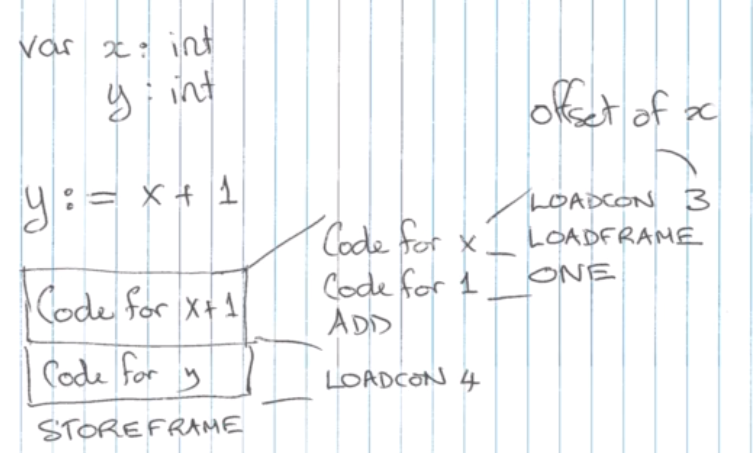 var x : int
y : int
offset of x
y := x + 1
LOADCON 3
Code for x
LOADFRAME
Code for 1
ONE
Code for x+1
ADD
Code for y
LOADCON 4
STOREFRAME